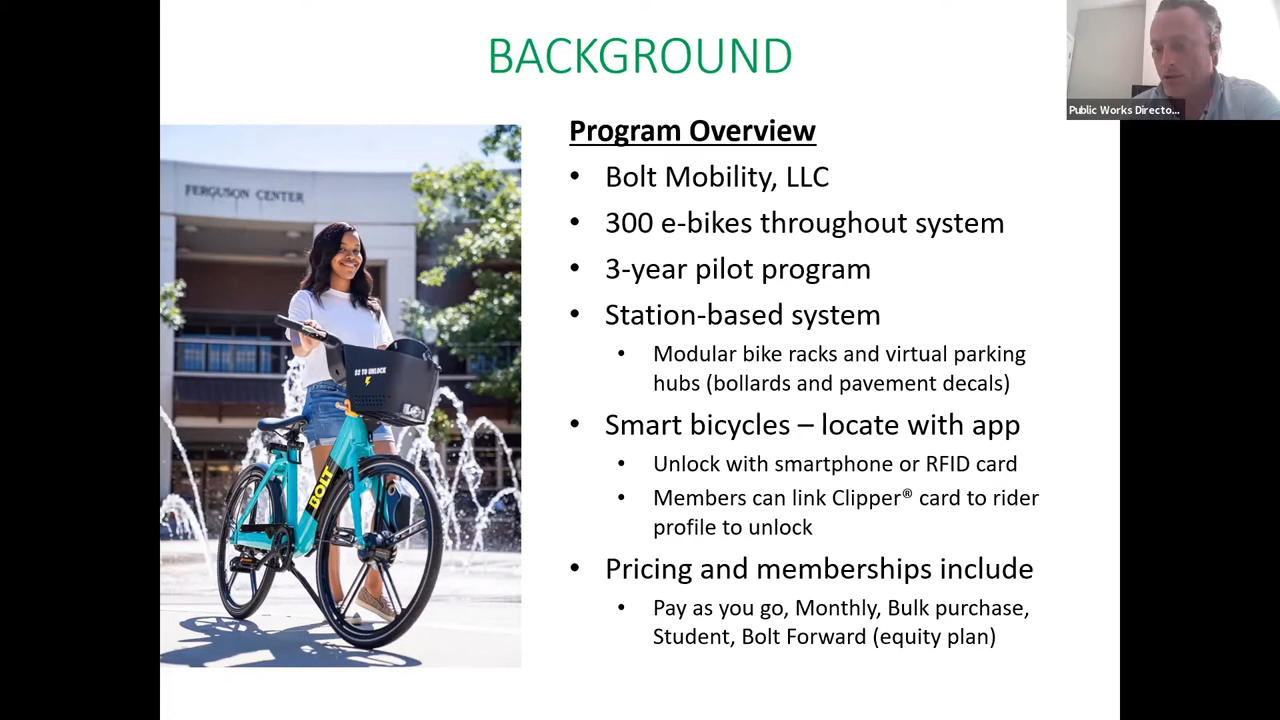 BACKGROUND
Public Works Directo...
Program Overview
• Bolt Mobility, LLC
• 300 e-bikes throughout system
• 3-year pilot program
• Station-based system
• Modular bike racks and virtual parking
hubs (bollards and pavement decals)
• Smart bicycles – locate with app
• Unlock with smartphone or RFID card
• Members can link Clipper® card to rider
profile to unlock
• Pricing and memberships include
• Pay as you go, Monthly, Bulk purchase,
Student, Bolt Forward (equity plan)
FERGUSON CENTER
$2 TO UNLOCK
BOLT